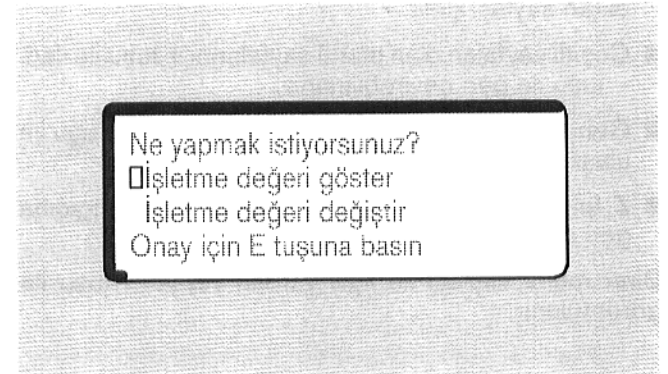 Ne yapmak istiyorsunuz?
İşletme değeri göster
İşletme değeri değiştir
Onay için E tuşuna basın